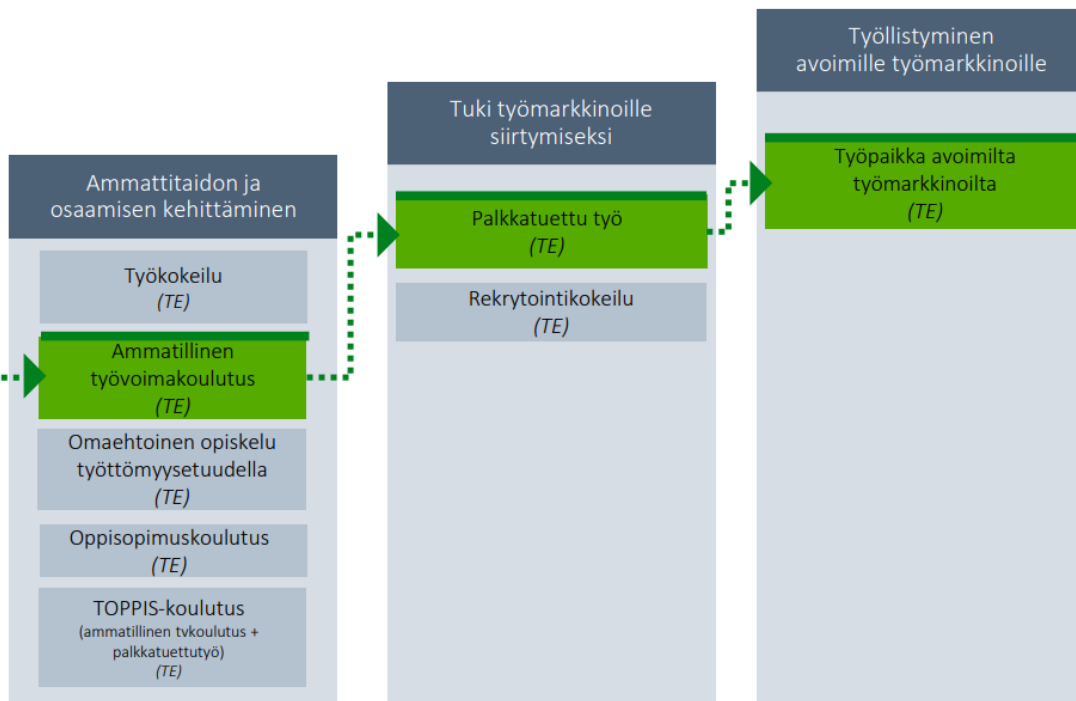 Ammattitaidon ja
osaamisen kehittäminen
Työkokeilu
(TE)
Ammatillinen
työvoimakoulutus
(TE)
Omaehtoinen opiskelu
työttömyysetuudella
(TE)
Oppisopimuskoulutus
(TE)
TOPPIS-koulutus
(ammatillinen tvkoulutus +
palkkatuettutyö)
(TE)
Tuki työmarkkinoille
siirtymiseksi
Palkkatuettu työ
(TE)
Rekrytointikokeilu
(TE)
Työllistyminen
avoimille työmarkkinoille
Työpaikka avoimilta
työmarkkinoilta
(TE)